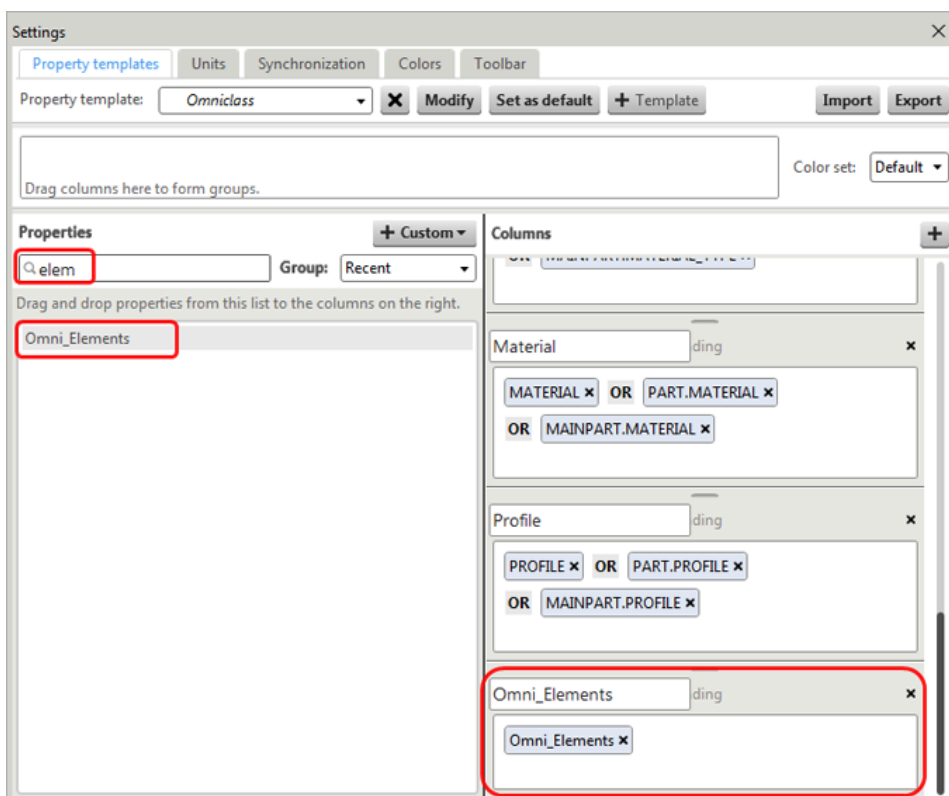 Settings
Property templates Units Synchronization Colors Toolbar
Property template: Omniclass Modify Set as default + Template Import Export
Drag columns here to form groups.
Color set: Default
Properties + Custom
elem Group: Recent
Drag and drop properties from this list to the columns on the right.
Omni_Elements
Columns +
Material ding
MATERIAL × OR PART.MATERIAL ×
OR MAINPART.MATERIAL ×
Profile ding
PROFILE × OR PART.PROFILE ×
OR MAINPART.PROFILE ×
Omni_Elements ding
Omni_Elements ×